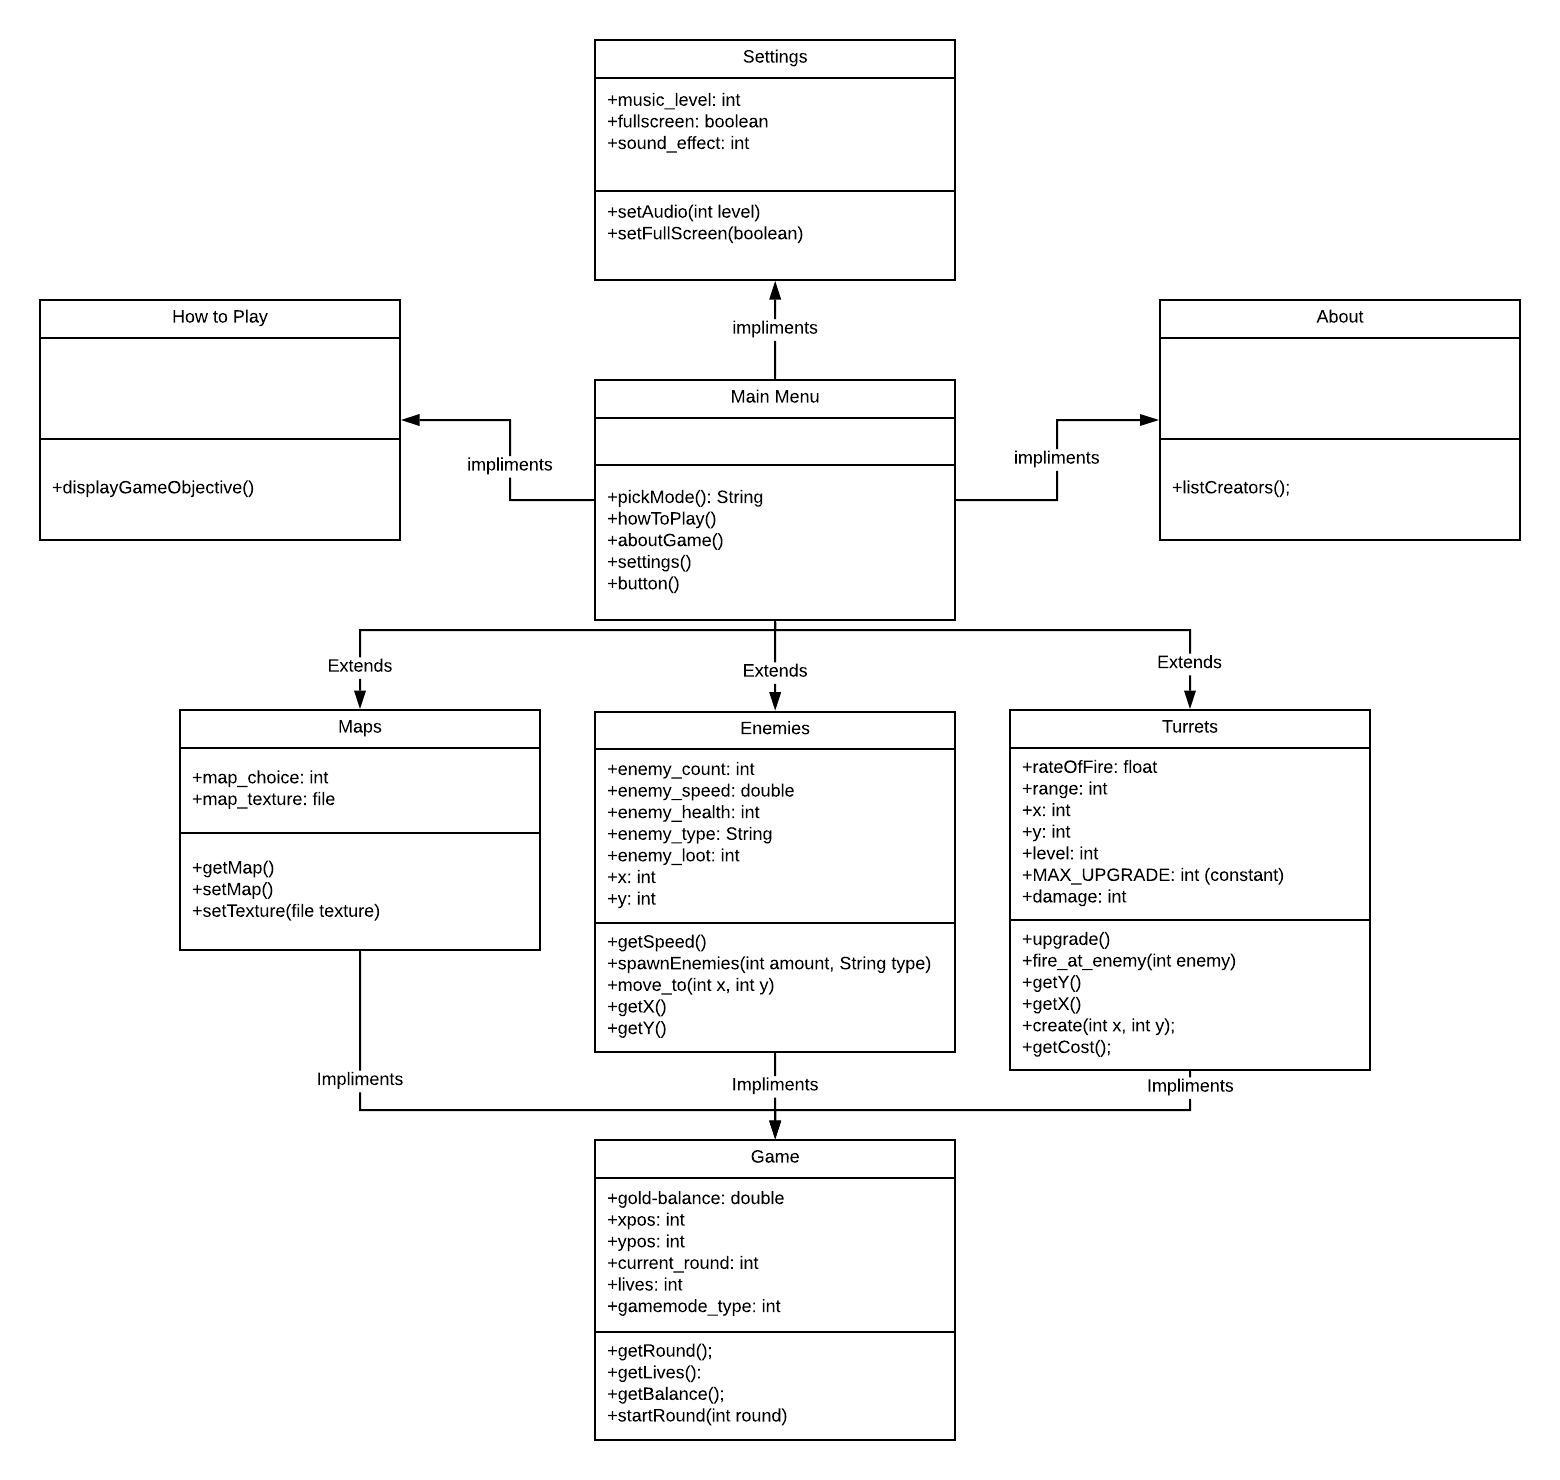 Settings
+music_level: int
+fullscreen: boolean
+sound_effect: int
+setAudio(int level)
+setFullScreen(boolean)
impliments
How to Play
+displayGameObjective()
impliments
Main Menu
+pickMode(): String
+howToPlay()
+aboutGame()
+settings()
+button()
impliments
About
+listCreators();
Extends
Extends
Extends
Maps
+map_choice: int
+map_texture: file
+getMap()
+setMap()
+setTexture(file texture)
Enemies
+enemy_count: int
+enemy_speed: double
+enemy_health: int
+enemy_type: String
+enemy_loot: int
+x: int
+y: int
+getSpeed()
+spawnEnemies(int amount, String type)
+move_to(int x, int y)
+getX()
+getY()
Turrets
+rateOfFire: float
+range: int
+x: int
+y: int
+level: int
+MAX_UPGRADE: int (constant)
+damage: int
+upgrade()
+fire_at_enemy(int enemy)
+getY()
+getX()
+create(int x, int y);
+getCost();
Impliments
Impliments
Impliments
Game
+gold-balance: double
+xpos: int
+ypos: int
+current_round: int
+lives: int
+gamemode_type: int
+getRound();
+getLives():
+getBalance();
+startRound(int round)